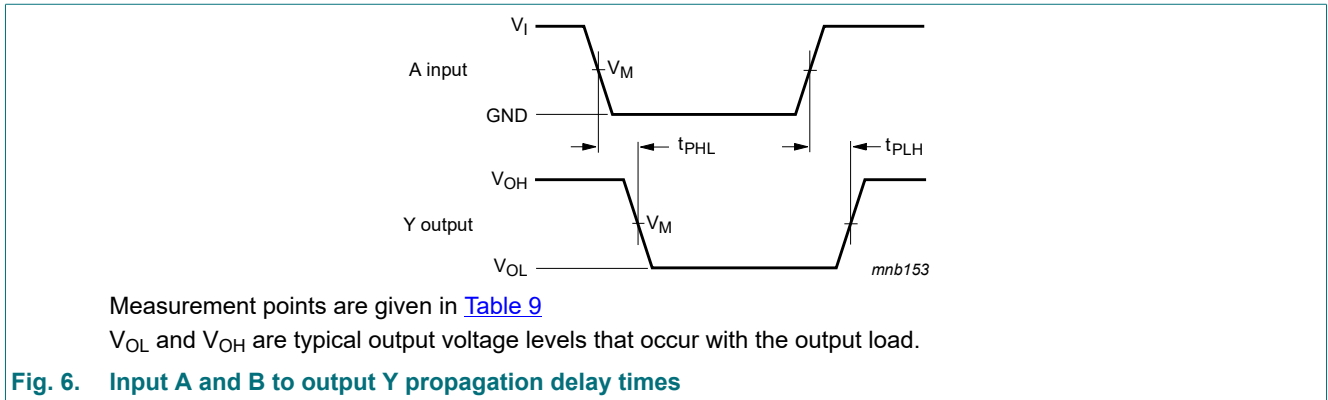 V_I
A input
V_M
GND
t_PHL
t_PLH
V_OH
Y output
V_M
V_OL
mnb153
Measurement points are given in Table 9
V_OL and V_OH are typical output voltage levels that occur with the output load.
Fig. 6. Input A and B to output Y propagation delay times